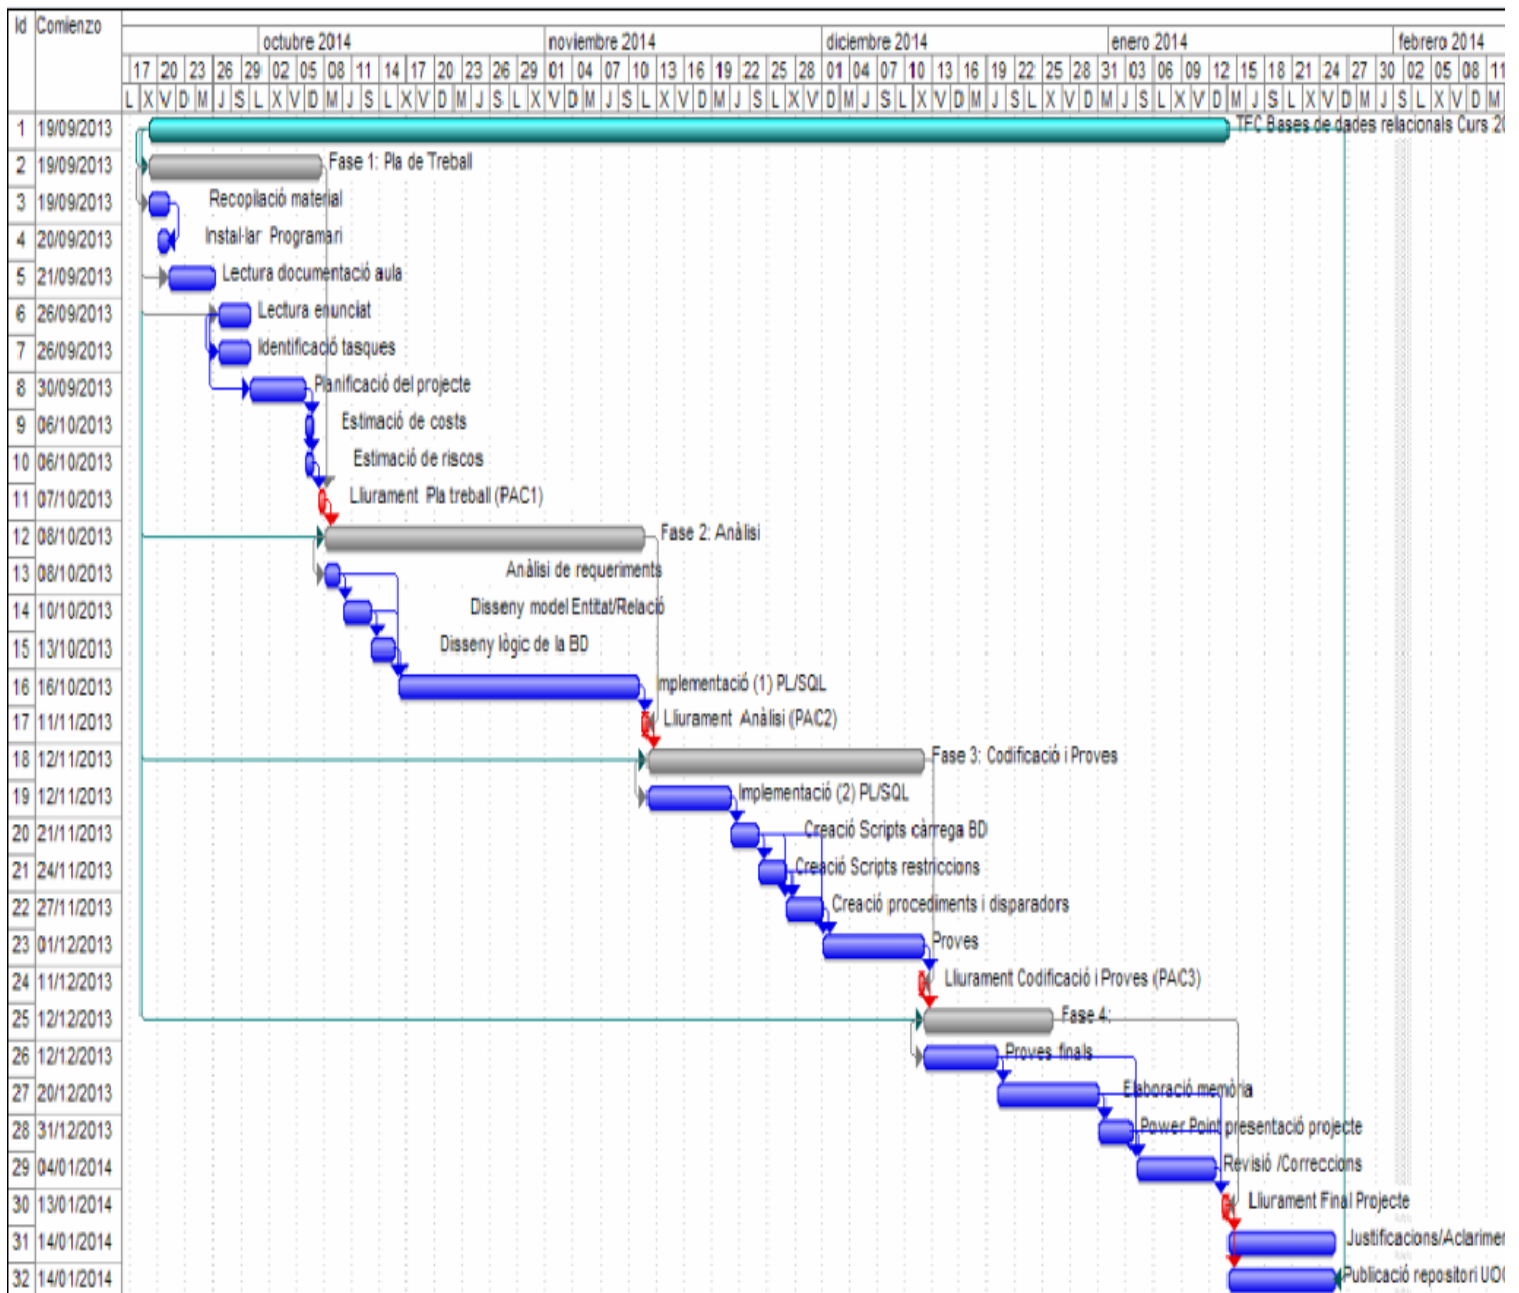 Id Comienzo
octubre 2014 noviembre 2014 diciembre 2014 enero 2014 febrero 2014
17 20 23 26 29 02 05 08 11 14 17 20 23 26 29 01 04 07 10 13 16 19 22 25 28 01 04 07 10 13 16 19 22 25 28 31 03 06 09 12 15 18 21 24 27 30 02 05 08 11
L X V D M J S L X V D M J S L X V D M J S L X V D M J S L X V D M J S L X V D M J S L X V D M J S L X V D M
1 19/09/2013 TFC Bases de dades relacionals Curs 20
2 19/09/2013 Fase 1: Pla de Treball
3 19/09/2013 Recopilació material
4 20/09/2013 Instal·lar Programari
5 21/09/2013 Lectura documentació aula
6 26/09/2013 Lectura enunciat
7 26/09/2013 Identificació tasques
8 30/09/2013 Planificació del projecte
9 06/10/2013 Estimació de costs
10 06/10/2013 Estimació de riscos
11 07/10/2013 Lliurament Pla treball (PAC1)
12 08/10/2013 Fase 2: Anàlisi
13 08/10/2013 Anàlisi de requeriments
14 10/10/2013 Disseny model Entitat/Relació
15 13/10/2013 Disseny lògic de la BD
16 16/10/2013 Implementació (1) PL/SQL
17 11/11/2013 Lliurament Anàlisi (PAC2)
18 12/11/2013 Fase 3: Codificació i Proves
19 12/11/2013 Implementació (2) PL/SQL
20 21/11/2013 Creació Scripts càrrega BD
21 24/11/2013 Creació Scripts restriccions
22 27/11/2013 Creació procediments i disparadors
23 01/12/2013 Proves
24 11/12/2013 Lliurament Codificació i Proves (PAC3)
25 12/12/2013 Fase 4:
26 12/12/2013 Proves finals
27 20/12/2013 Elaboració memòria
28 31/12/2013 Power Point presentació projecte
29 04/01/2014 Revisió /Correccions
30 13/01/2014 Lliurament Final Projecte
31 14/01/2014 Justificacions/Aclarimen
32 14/01/2014 Publicació repositori UOC